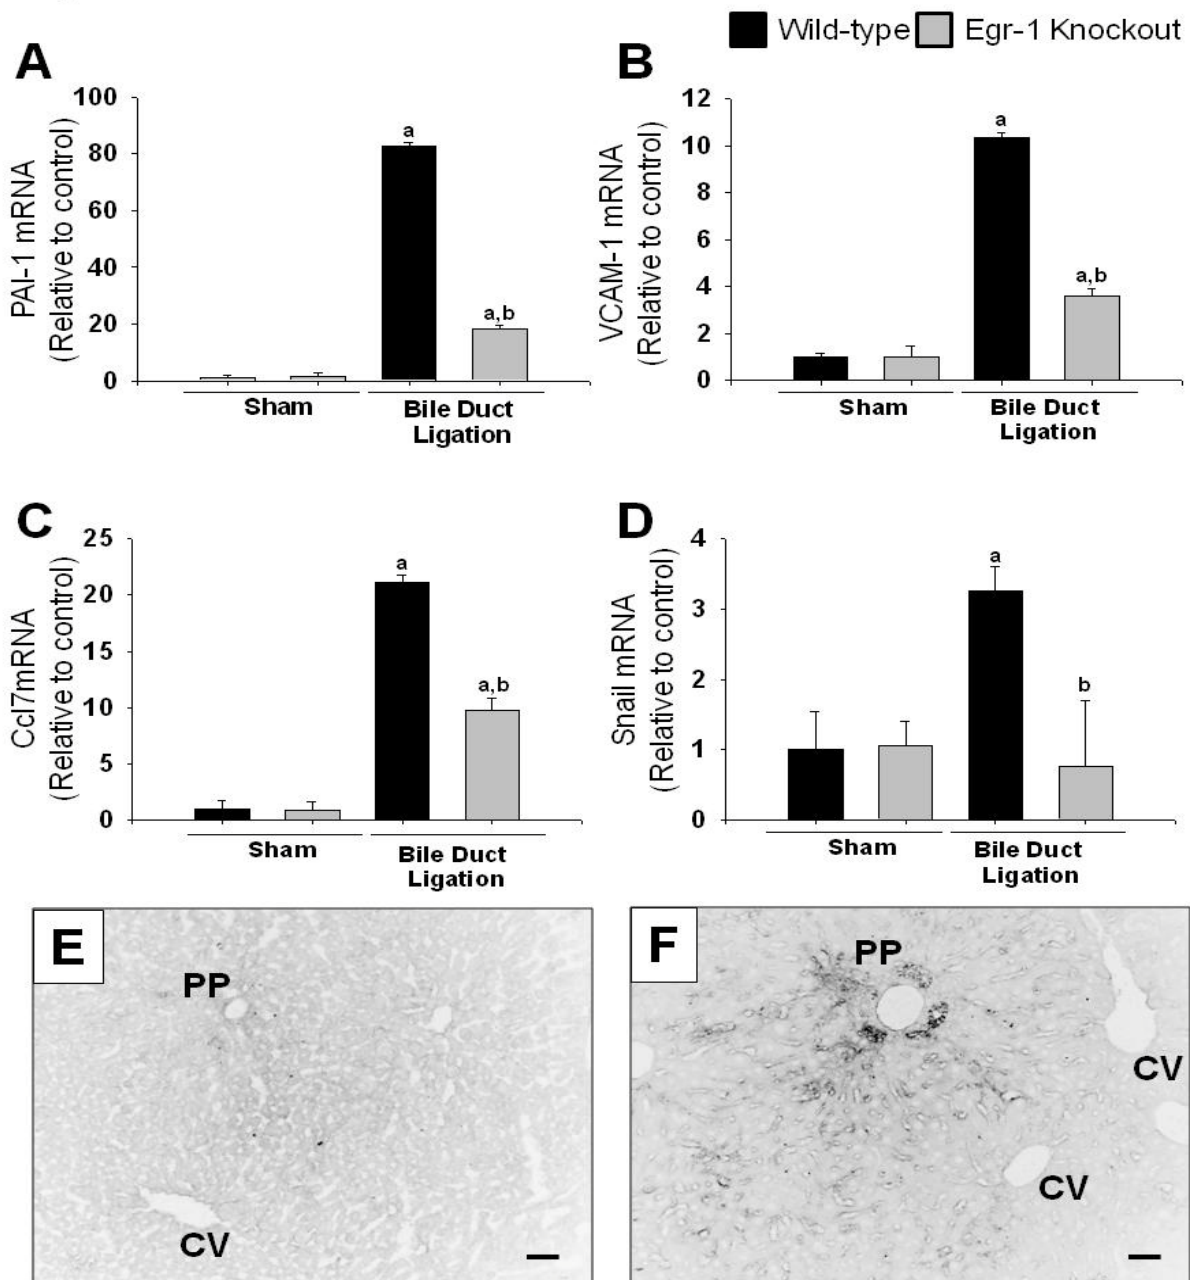 Wild-type Egr-1 Knockout
A
PAI-1 mRNA
(Relative to control)
100
80
60
40
20
0
a
a,b
Sham
Bile Duct
Ligation
B
VCAM-1 mRNA
(Relative to control)
12
10
8
6
4
2
0
a
a,b
Sham
Bile Duct
Ligation
C
Ccl7mRNA
(Relative to control)
25
20
15
10
5
0
a
a,b
Sham
Bile Duct
Ligation
D
Snail mRNA
(Relative to control)
4
3
2
1
0
a
b
Sham
Bile Duct
Ligation
E
PP
CV
F
PP
CV
CV